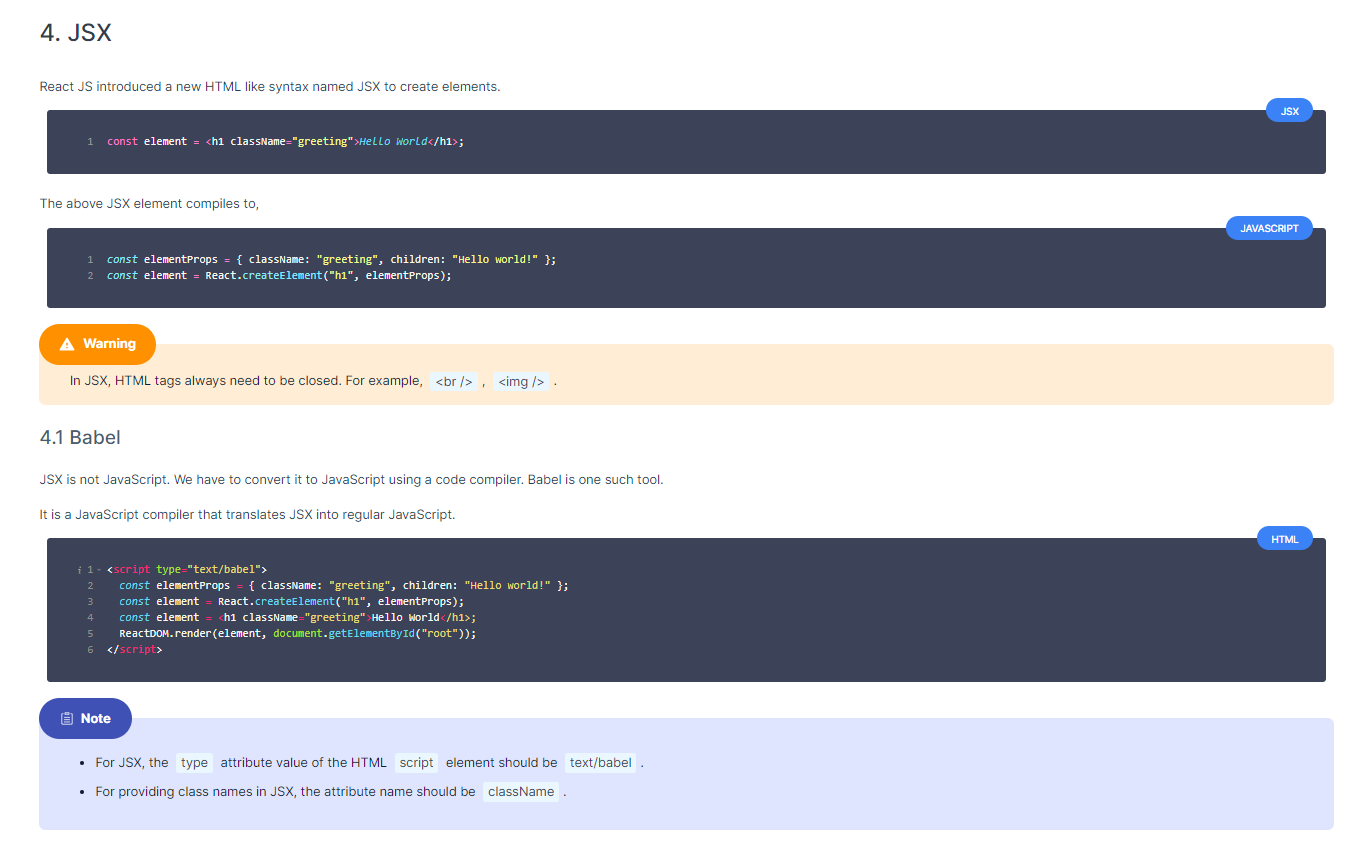 4. JSX
React JS introduced a new HTML like syntax named JSX to create elements.
JSX
1 const element = <h1 className="greeting">Hello World</h1>;
The above JSX element compiles to,
JAVASCRIPT
1 const elementProps = { className: "greeting", children: "Hello world!" };
2 const element = React.createElement("h1", elementProps);
Warning
In JSX, HTML tags always need to be closed. For example, <br /> , <img /> .
4.1 Babel
JSX is not JavaScript. We have to convert it to JavaScript using a code compiler. Babel is one such tool.
It is a JavaScript compiler that translates JSX into regular JavaScript.
HTML
i 1 <script type="text/babel">
2 const elementProps = { className: "greeting", children: "Hello world!" };
3 const element = React.createElement("h1", elementProps);
4 const element = <h1 className="greeting">Hello World</h1>;
5 ReactDOM.render(element, document.getElementById("root"));
6 </script>
Note
• For JSX, the type attribute value of the HTML script element should be text/babel .
• For providing class names in JSX, the attribute name should be className .